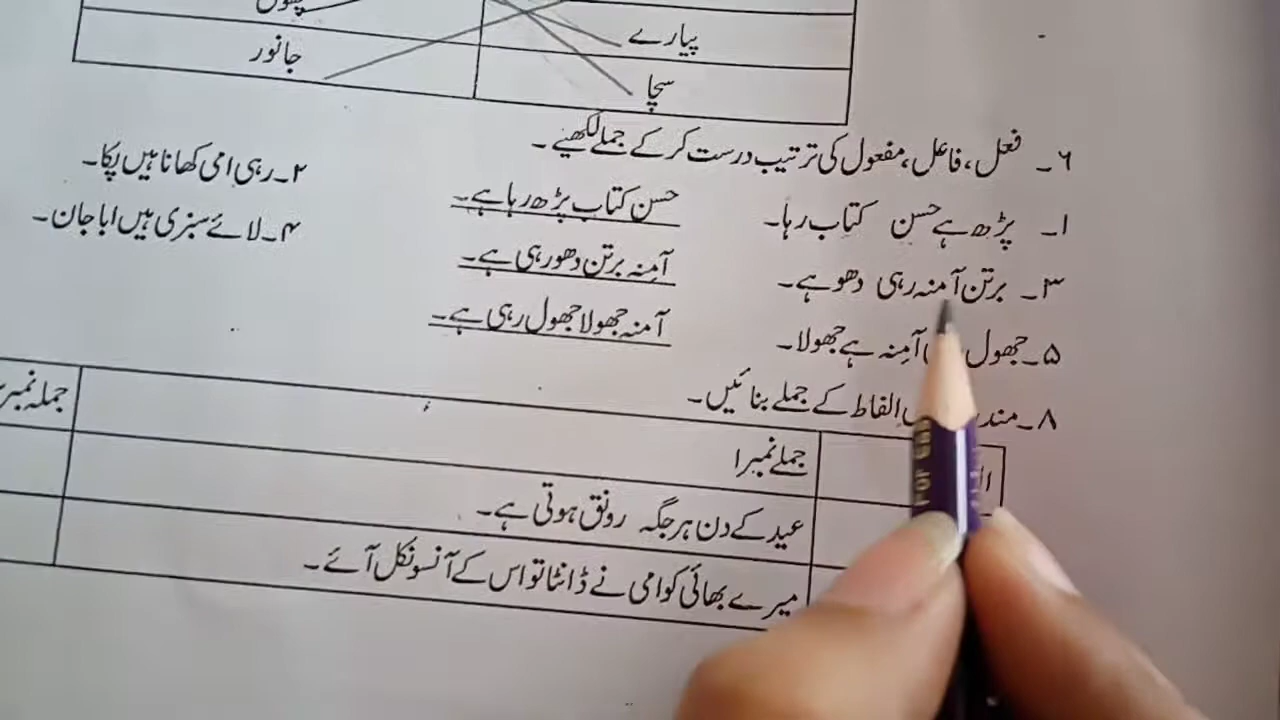 پیارے
جانور
سچا
۶۔ فعل، فاعل، مفعول کی ترتیب درست کر کے جملے لکھیے۔
۱۔ پڑھ ہے حسن کتاب رہا۔ حسن کتاب پڑھ رہا ہے۔ ۲۔ رہی امی کھانا ہیں پکا۔
۳۔ برتن آمنہ رہی دھو ہے۔ آمنہ برتن دھو رہی ہے۔ ۴۔ لائے سبزی ہیں ابا جان۔
۵۔ جھول آمنہ ہے جھولا۔ آمنہ جھولا جھول رہی ہے۔
۸۔ الفاط کے جملے بنائیں۔
جملے نمبر ۱ جملہ نمبر
عید کے دن ہر جگہ رونق ہوتی ہے۔
میرے بھائی کو امی نے ڈانٹا تو اس کے آنسو نکل آئے۔